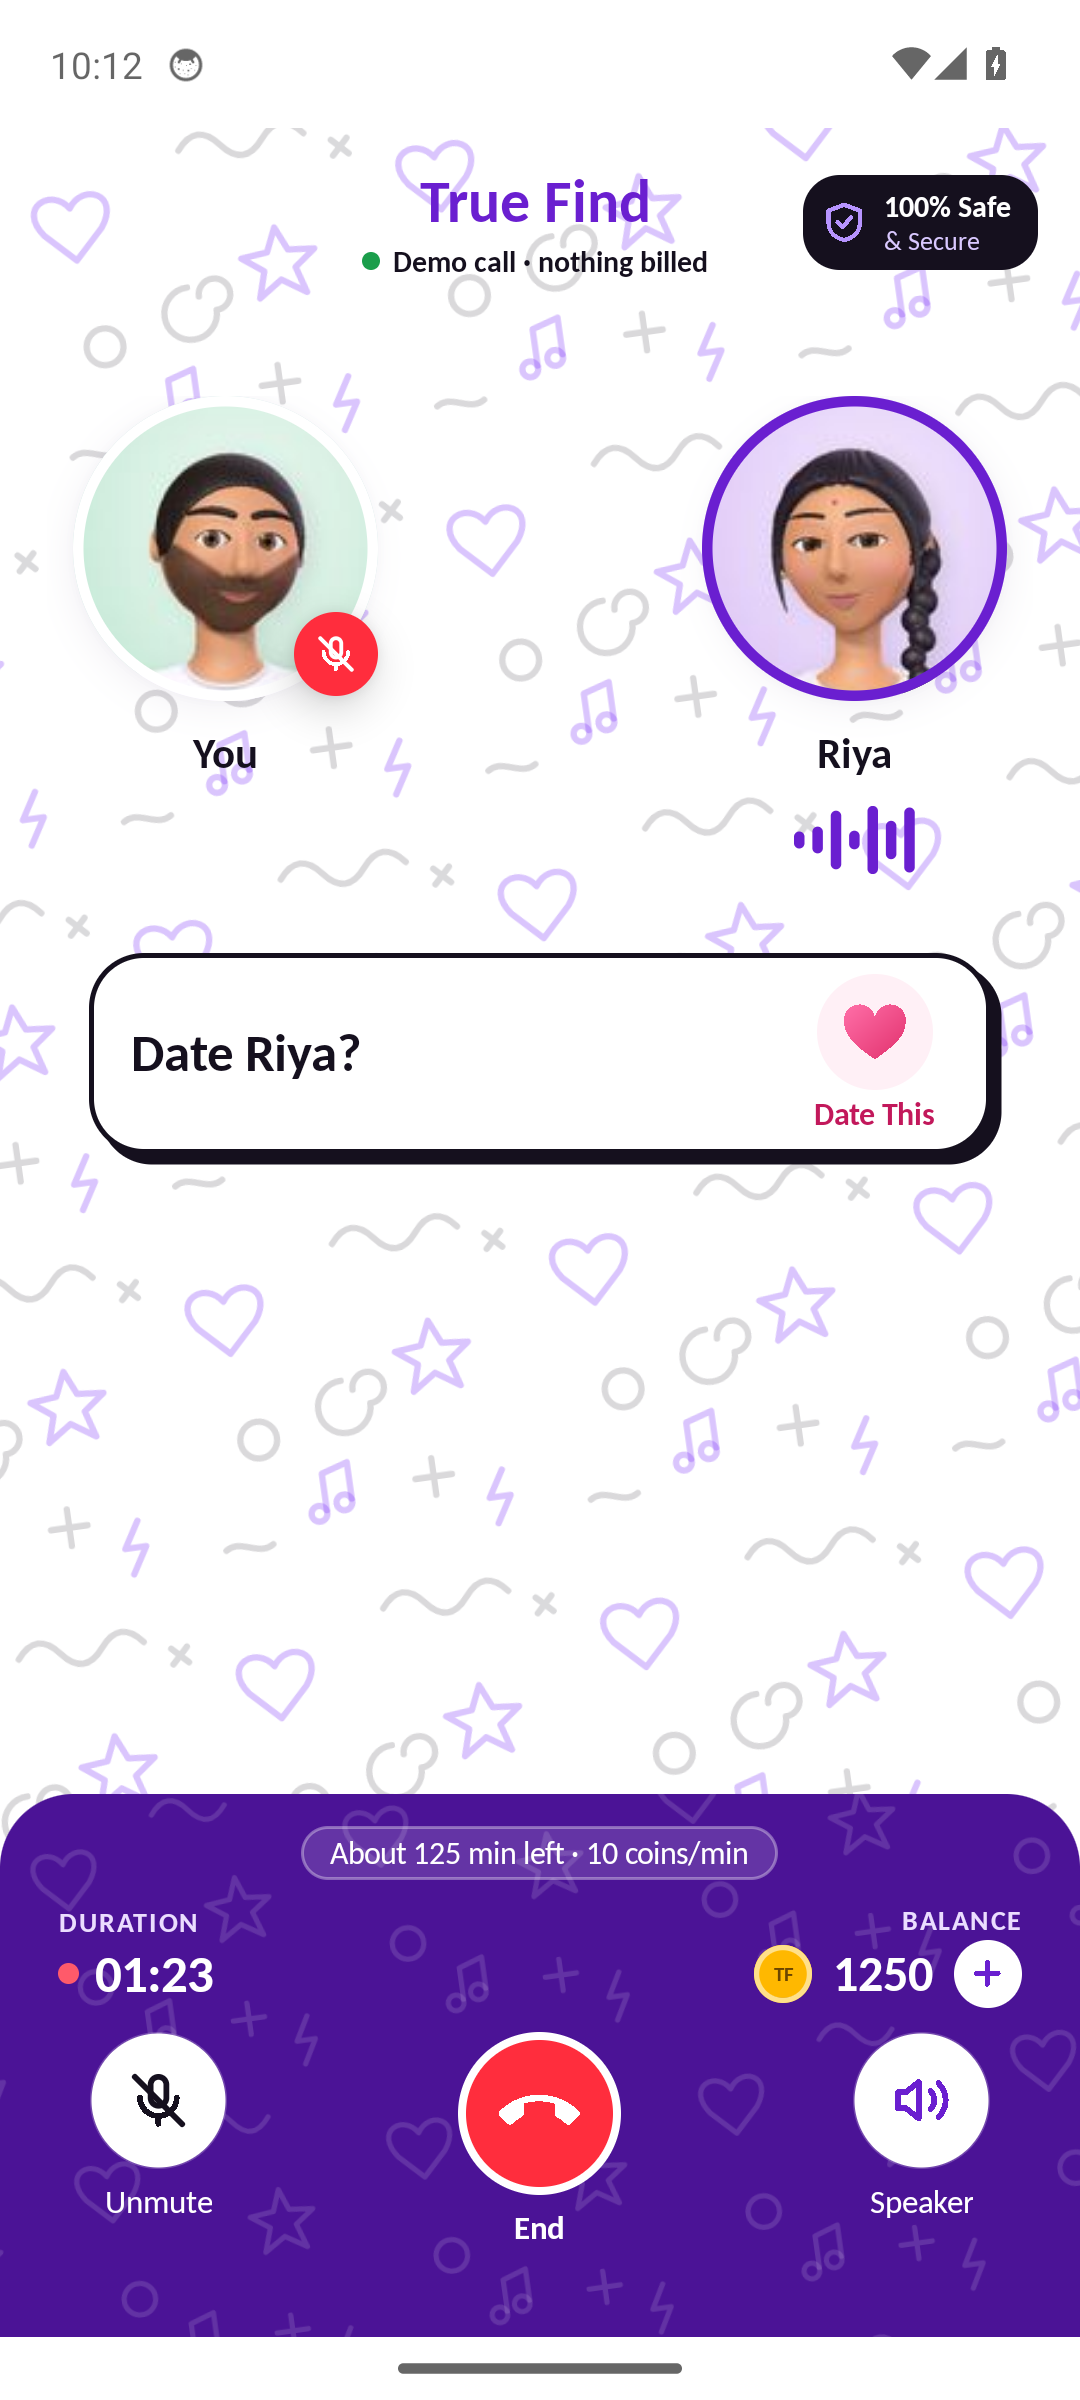 10:12
True Find
Demo call · nothing billed
100% Safe
& Secure
You
Riya
Date Riya?
Date This
About 125 min left · 10 coins/min
DURATION
BALANCE
01:23
TF
1250
Unmute
End
Speaker